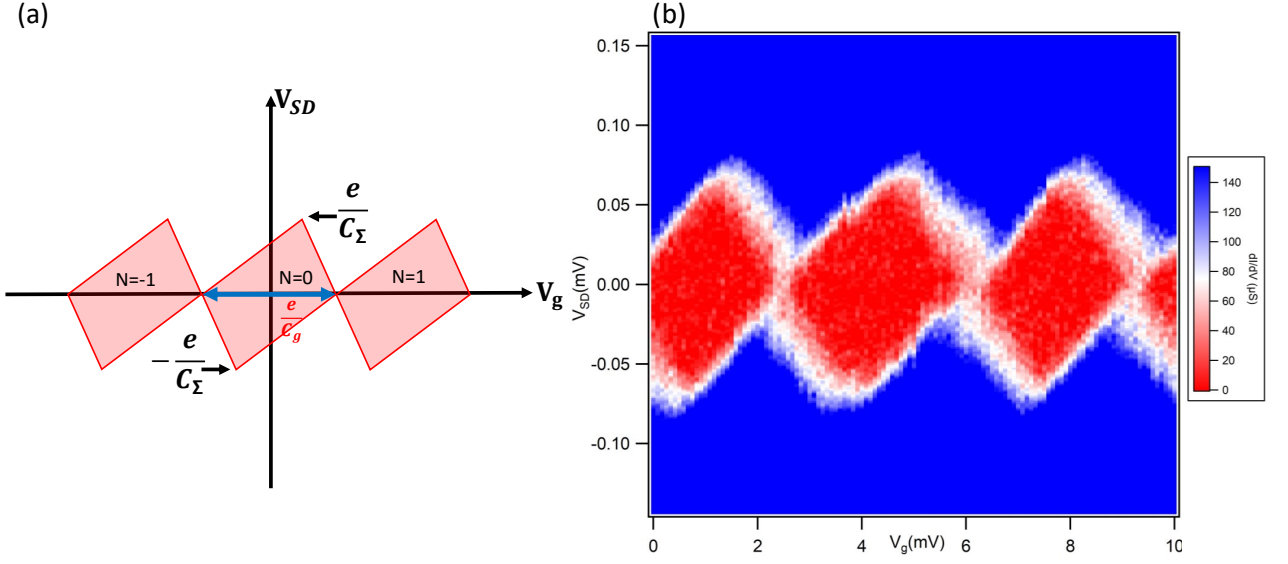 (a)
V_SD
e
C_Σ
N=-1
N=0
N=1
V_g
e
C_g
− e
C_Σ
(b)
0.15
0.10
0.05
0.00
-0.05
-0.10
V_SD(mV)
0
2
4
6
8
10
V_g(mV)
140
120
100
80
60
40
20
0
dI/dV (µS)